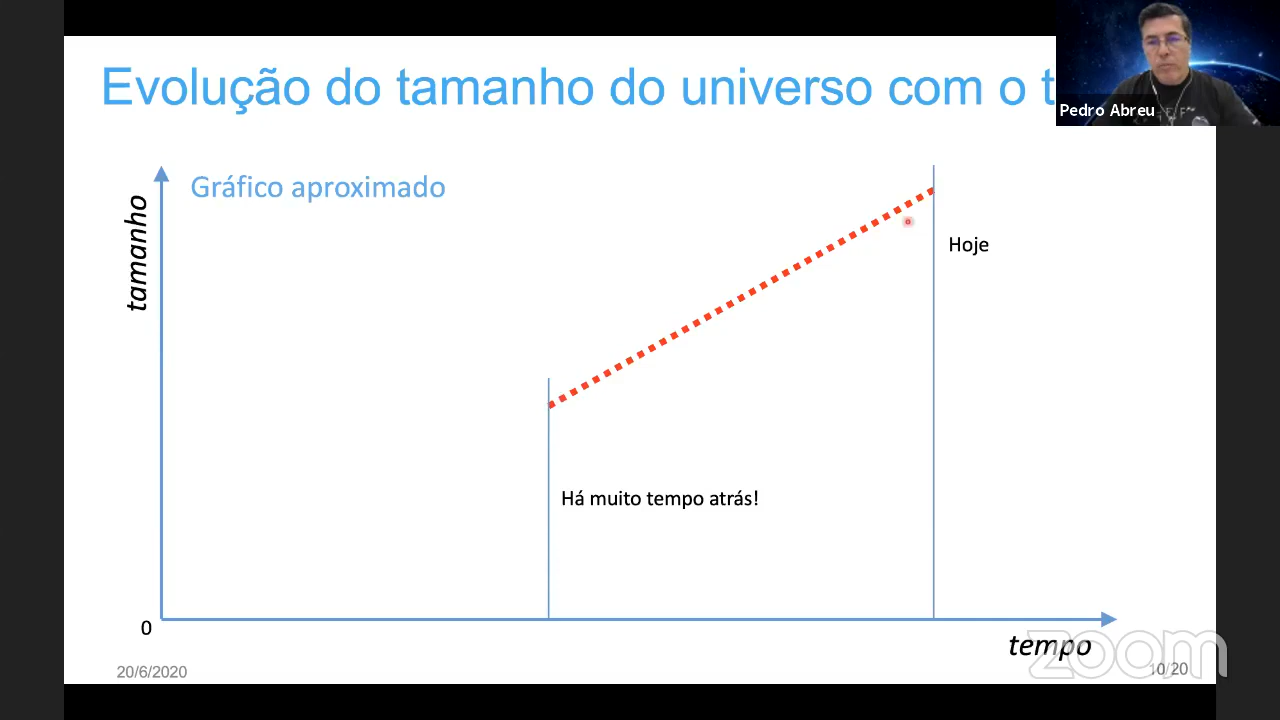 Evolução do tamanho do universo com o t
Pedro Abreu
Gráfico aproximado
tamanho
Hoje
Há muito tempo atrás!
0
tempo
zoom
20/6/2020
10/20